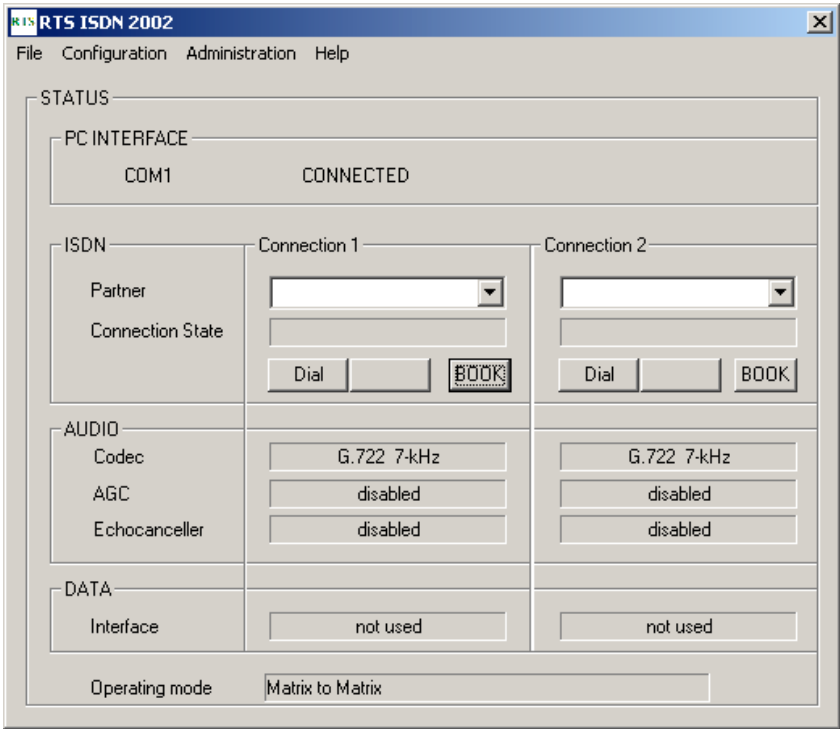 RTS RTS ISDN 2002
File Configuration Administration Help
STATUS
PC INTERFACE
COM1 CONNECTED
ISDN Connection 1 Connection 2
Partner
Connection State
Dial BOOK Dial BOOK
AUDIO
Codec G.722 7-kHz G.722 7-kHz
AGC disabled disabled
Echocanceller disabled disabled
DATA
Interface not used not used
Operating mode Matrix to Matrix